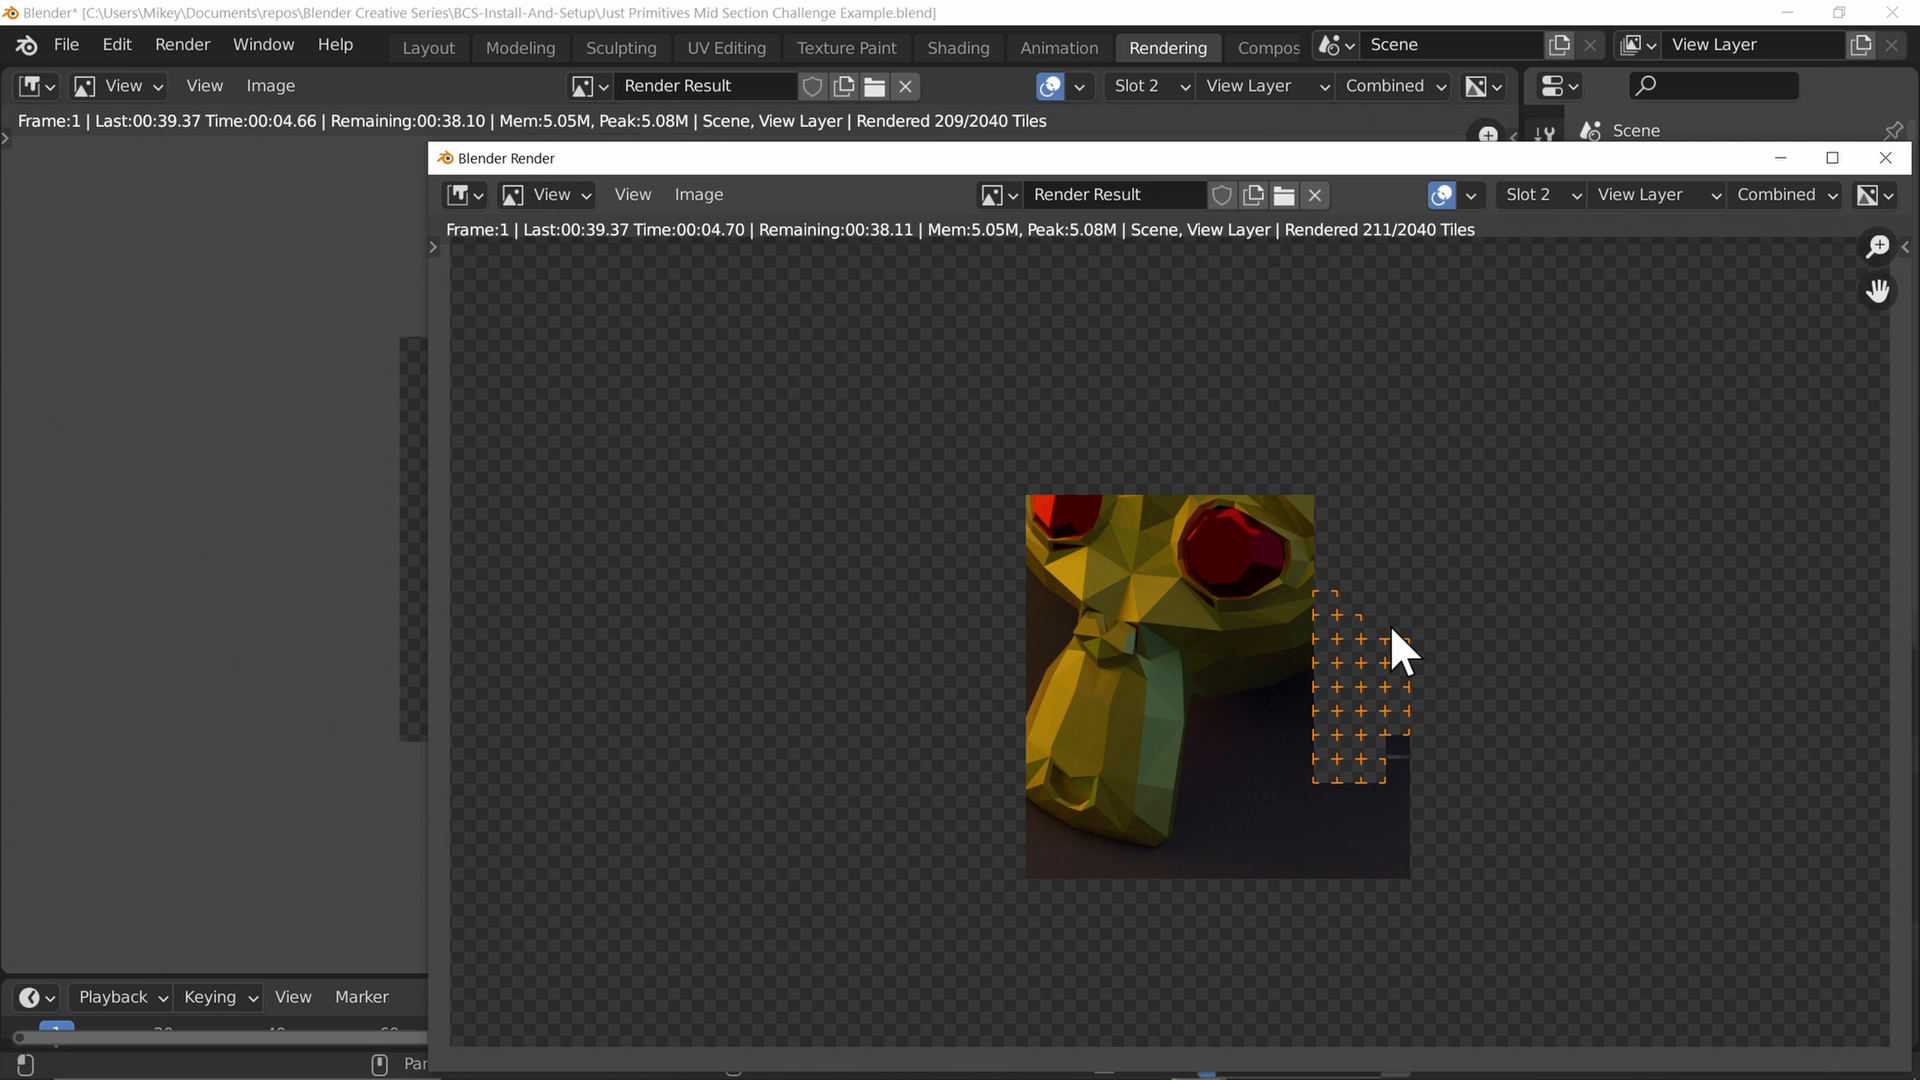 Blender* [C:\Users\Mikey\Documents\repos\Blender Creative Series\BCS-Install-And-Setup\Just Primitives Mid Section Challenge Example.blend]
File Edit Render Window Help Layout Modeling Sculpting UV Editing Texture Paint Shading Animation Rendering Compos Scene View Layer
View View Image Render Result Slot 2 View Layer Combined
Frame:1 | Last:00:39.37 Time:00:04.66 | Remaining:00:38.10 | Mem:5.05M, Peak:5.08M | Scene, View Layer | Rendered 209/2040 Tiles
Scene
Blender Render
View View Image Render Result Slot 2 View Layer Combined
Frame:1 | Last:00:39.37 Time:00:04.70 | Remaining:00:38.11 | Mem:5.05M, Peak:5.08M | Scene, View Layer | Rendered 211/2040 Tiles
Playback Keying View Marker
Par